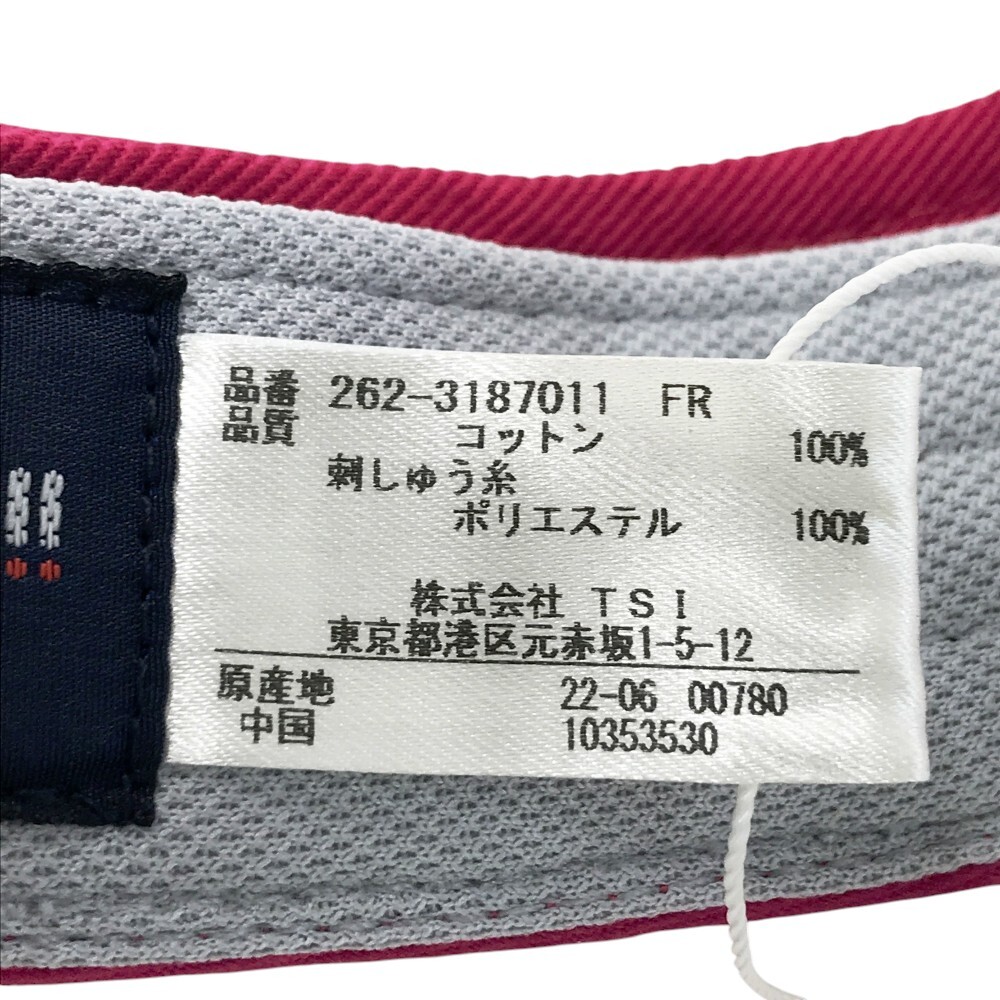 品番 262-3187011 FR
品質 コットン 100%
刺しゅう糸
ポリエステル 100%
株式会社 TSI
東京都港区元赤坂1-5-12
原産地 22-06 00780
中国 10353530